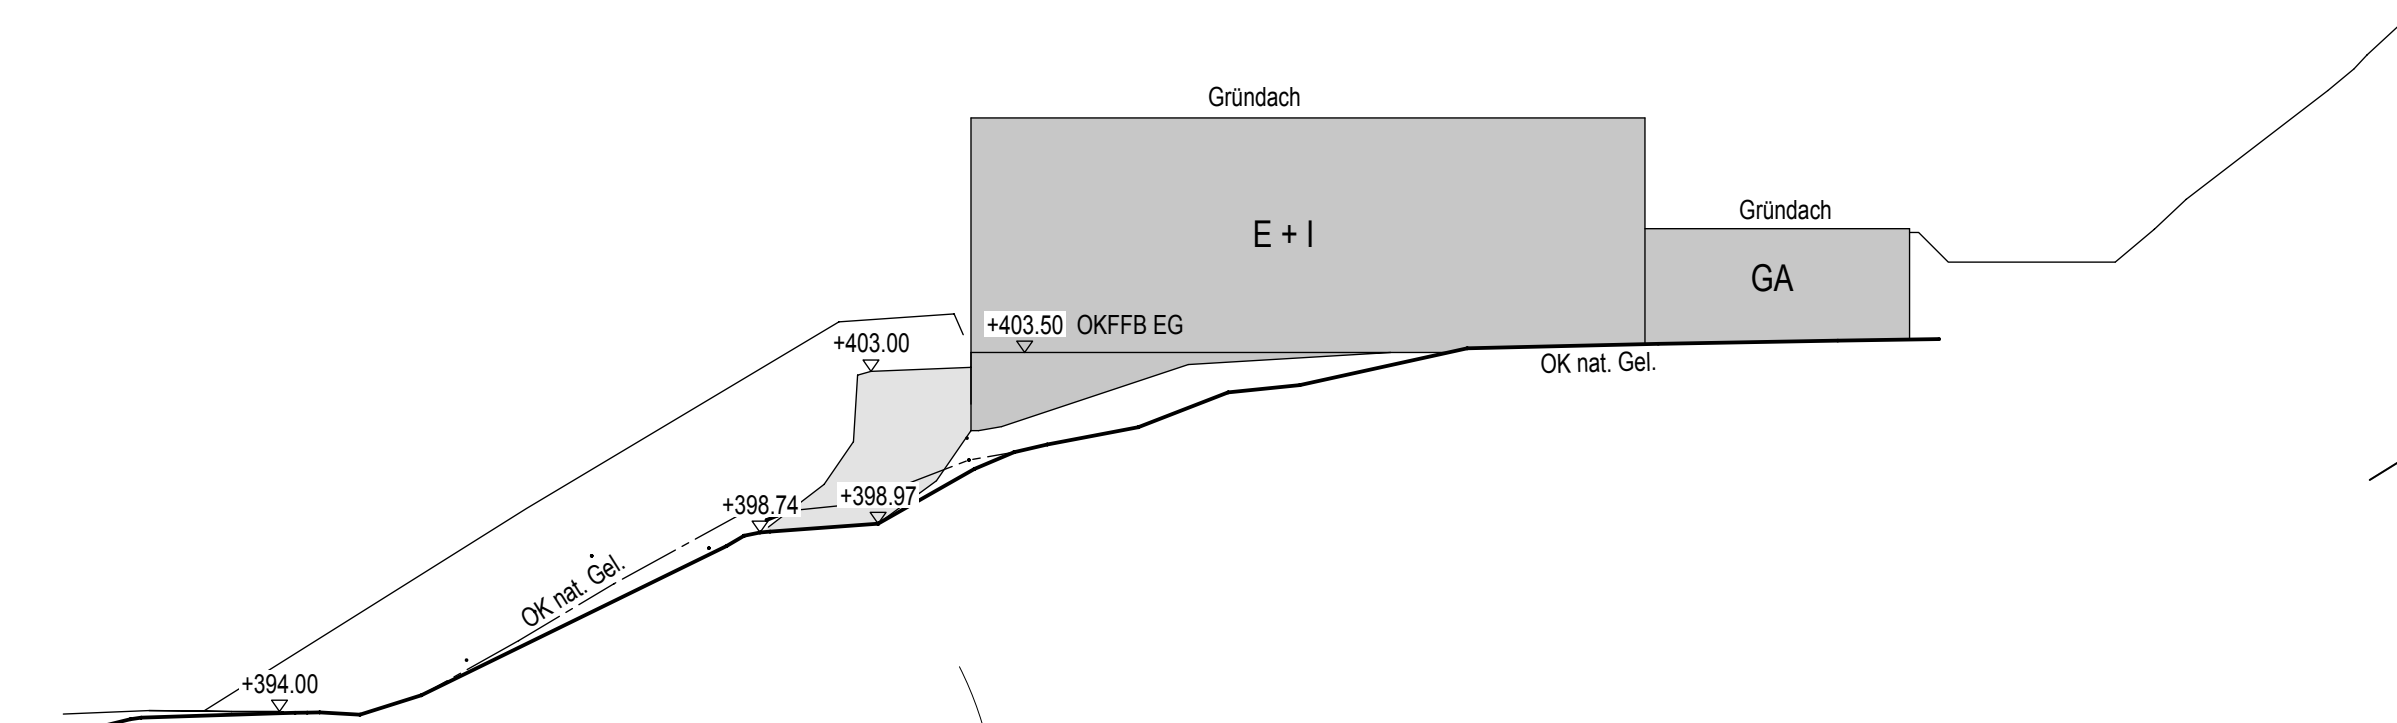 Gründach
Gründach
E + I
GA
+403.50 OKFFB EG
+403.00
OK nat. Gel.
+398.97
+398.74
OK nat. Gel.
+394.00